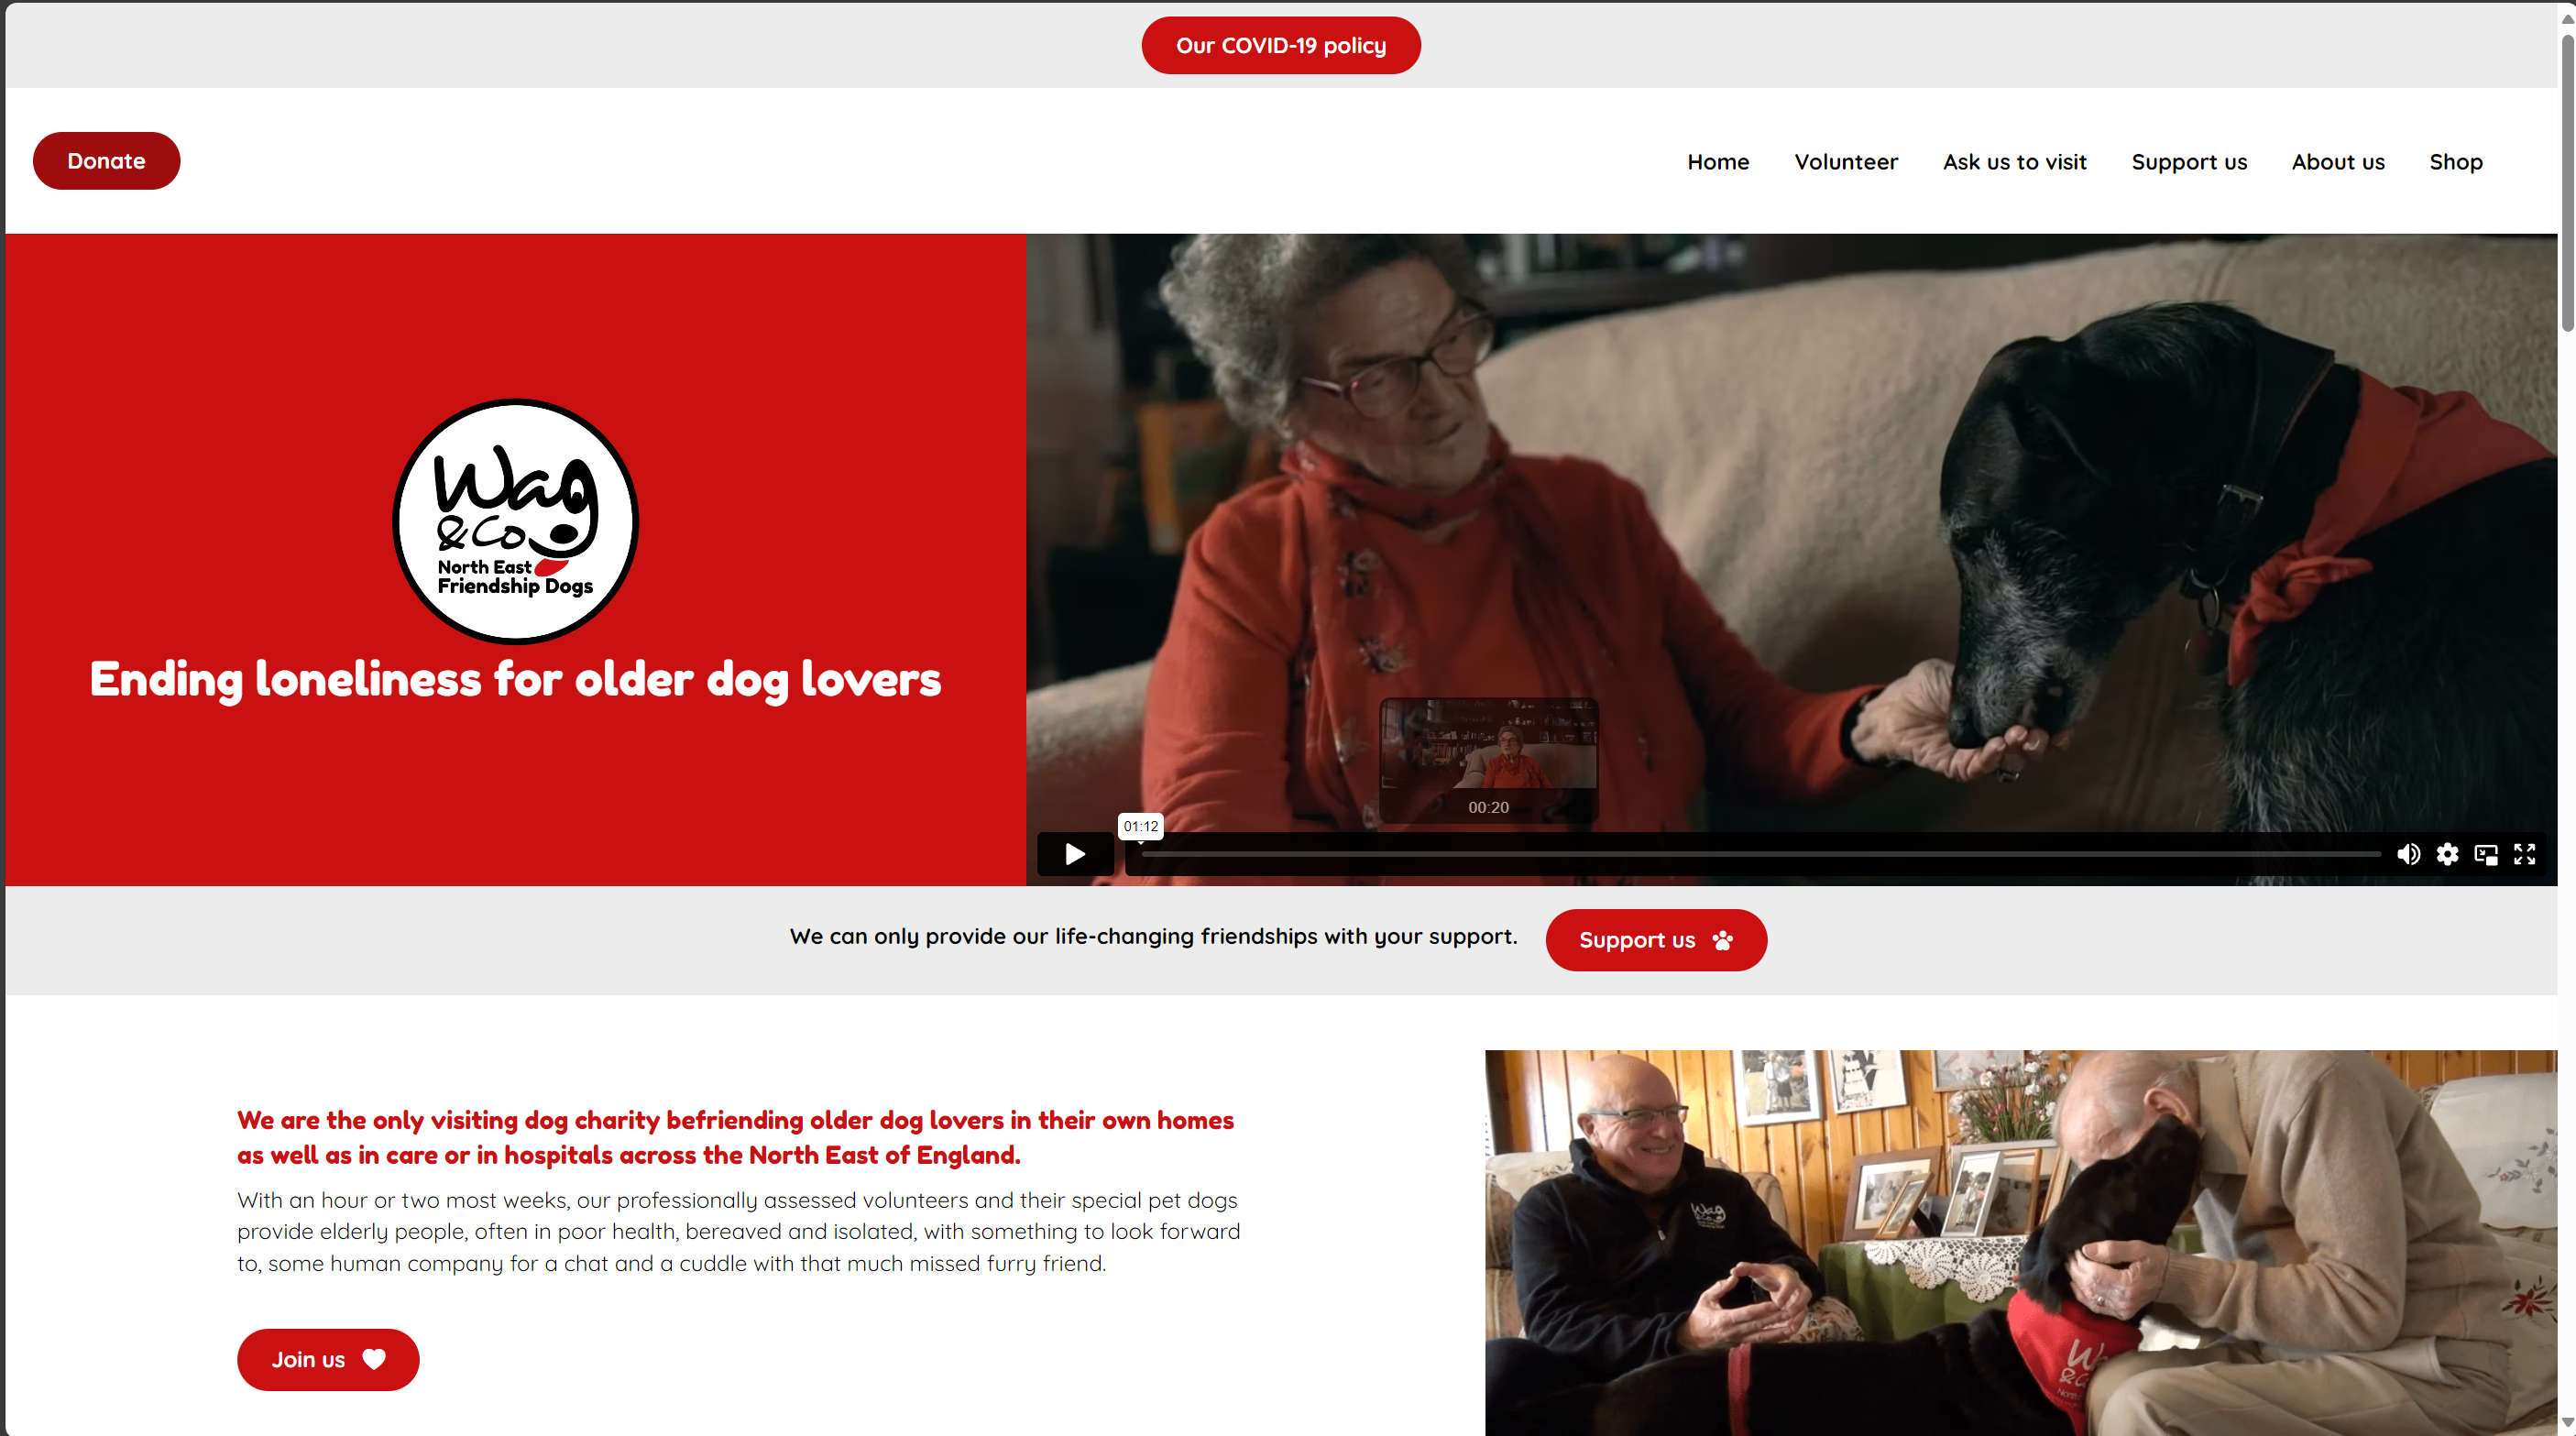 Our COVID-19 policy
Donate
Home
Volunteer
Ask us to visit
Support us
About us
Shop
Wag
&Co
North East
Friendship Dogs
Ending loneliness for older dog lovers
00:20
01:12
We can only provide our life-changing friendships with your support.
Support us
We are the only visiting dog charity befriending older dog lovers in their own homes
as well as in care or in hospitals across the North East of England.
With an hour or two most weeks, our professionally assessed volunteers and their special pet dogs
provide elderly people, often in poor health, bereaved and isolated, with something to look forward
to, some human company for a chat and a cuddle with that much missed furry friend.
Join us
Wag
&Co